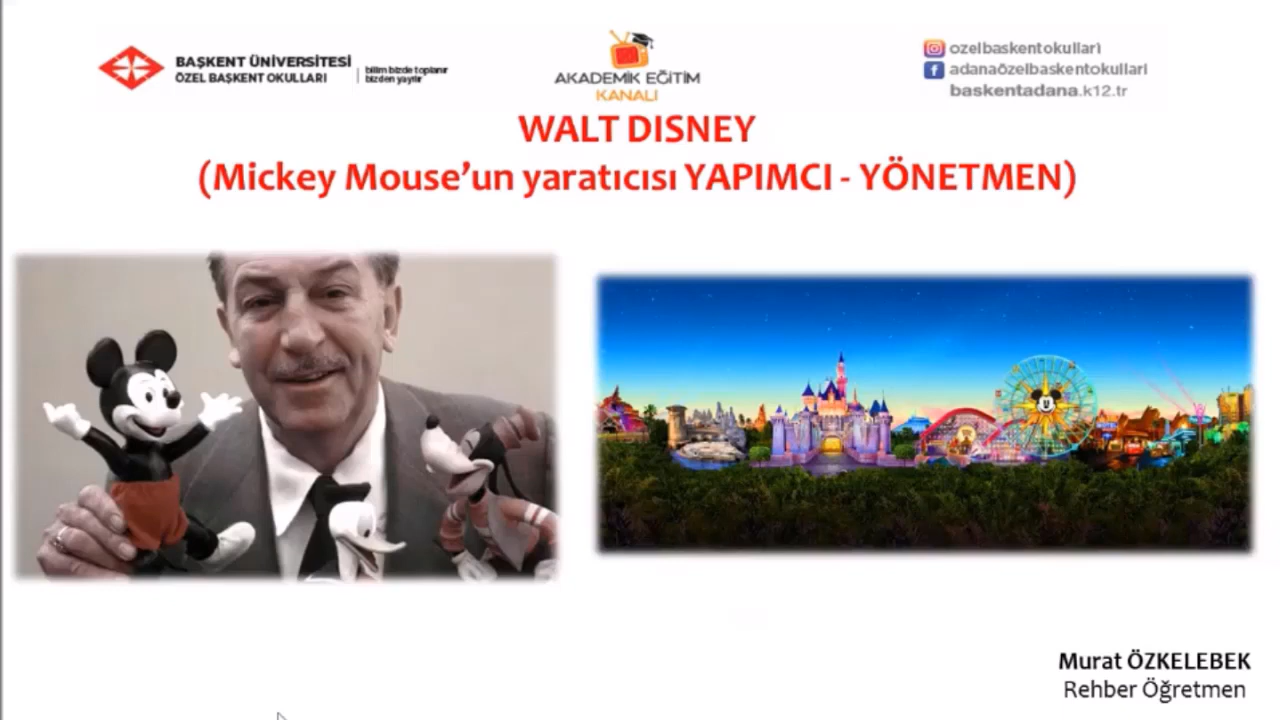 BAŞKENT ÜNİVERSİTESİ
ÖZEL BAŞKENT OKULLARI
bilim bizde toplanır
bizden yayılır
AKADEMİK EĞİTİM
KANALI
ozelbaskentokullari
adanaözelbaskentokullari
baskentadana.k12.tr
WALT DISNEY
(Mickey Mouse’un yaratıcısı YAPIMCI - YÖNETMEN)
Murat ÖZKELEBEK
Rehber Öğretmen